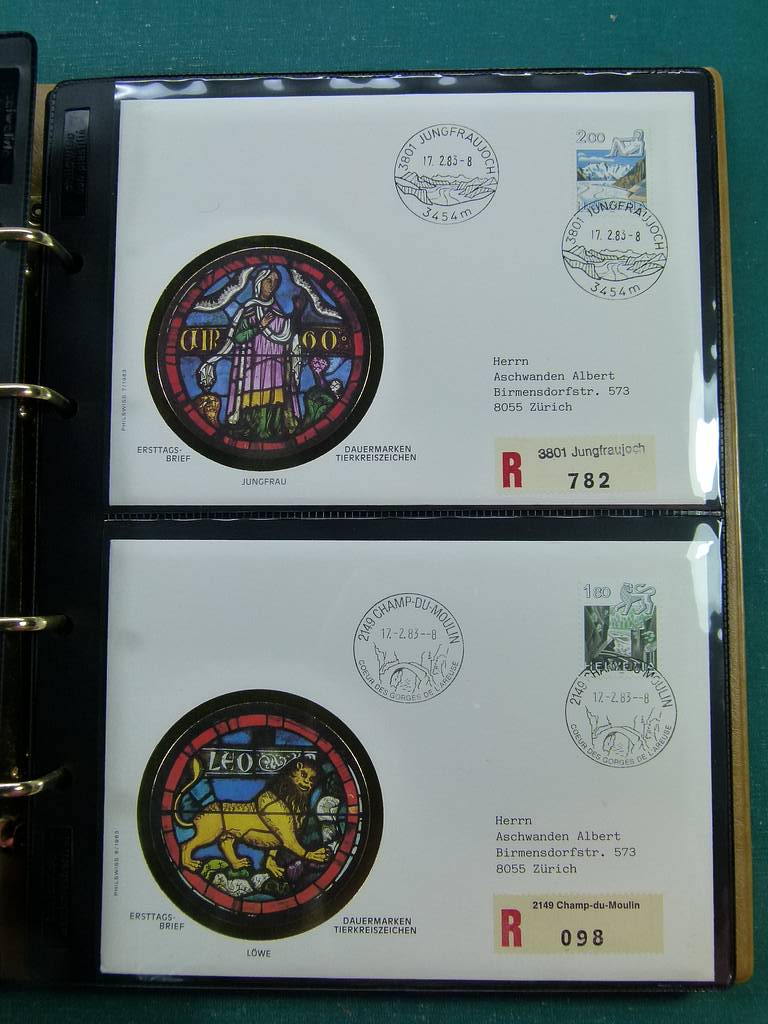 3801 JUNGFRAUJOCH
17. 2.83-8
3454m
2.00
3801 JUNGFRAUJOCH
17. 2.83-8
3454m
VIR GO
Herrn
Aschwanden Albert
Birmensdorfstr. 573
8055 Zürich
PHILSWISS 7/1983
ERSTTAGS-
BRIEF
DAUERMARKEN
TIERKREISZEICHEN
JUNGFRAU
R
3801 Jungfraujoch
782
2149 CHAMP-DU-MOULIN
17.-2.83--8
COEUR DES GORGES DE L'AREUSE
1.80
HELVETIA
2149 CHAMP-DU-MOULIN
17.-2.83--8
COEUR DES GORGES DE L'AREUSE
LEO
Herrn
Aschwanden Albert
Birmensdorfstr. 573
8055 Zürich
PHILSWISS 6/1983
ERSTTAGS-
BRIEF
DAUERMARKEN
TIERKREISZEICHEN
LÖWE
R
2149 Champ-du-Moulin
098